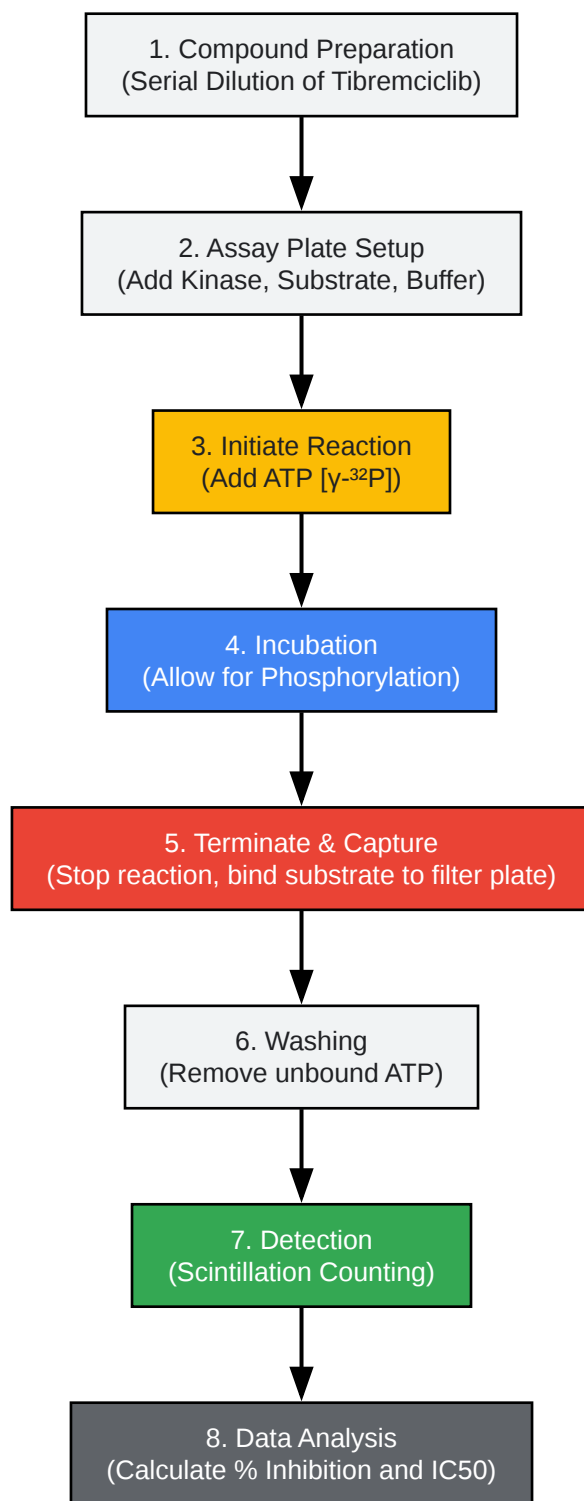 1. Compound Preparation
(Serial Dilution of Tibremciclib)
2. Assay Plate Setup
(Add Kinase, Substrate, Buffer)
3. Initiate Reaction
(Add ATP [γ-³²P])
4. Incubation
(Allow for Phosphorylation)
5. Terminate & Capture
(Stop reaction, bind substrate to filter plate)
6. Washing
(Remove unbound ATP)
7. Detection
(Scintillation Counting)
8. Data Analysis
(Calculate % Inhibition and IC50)